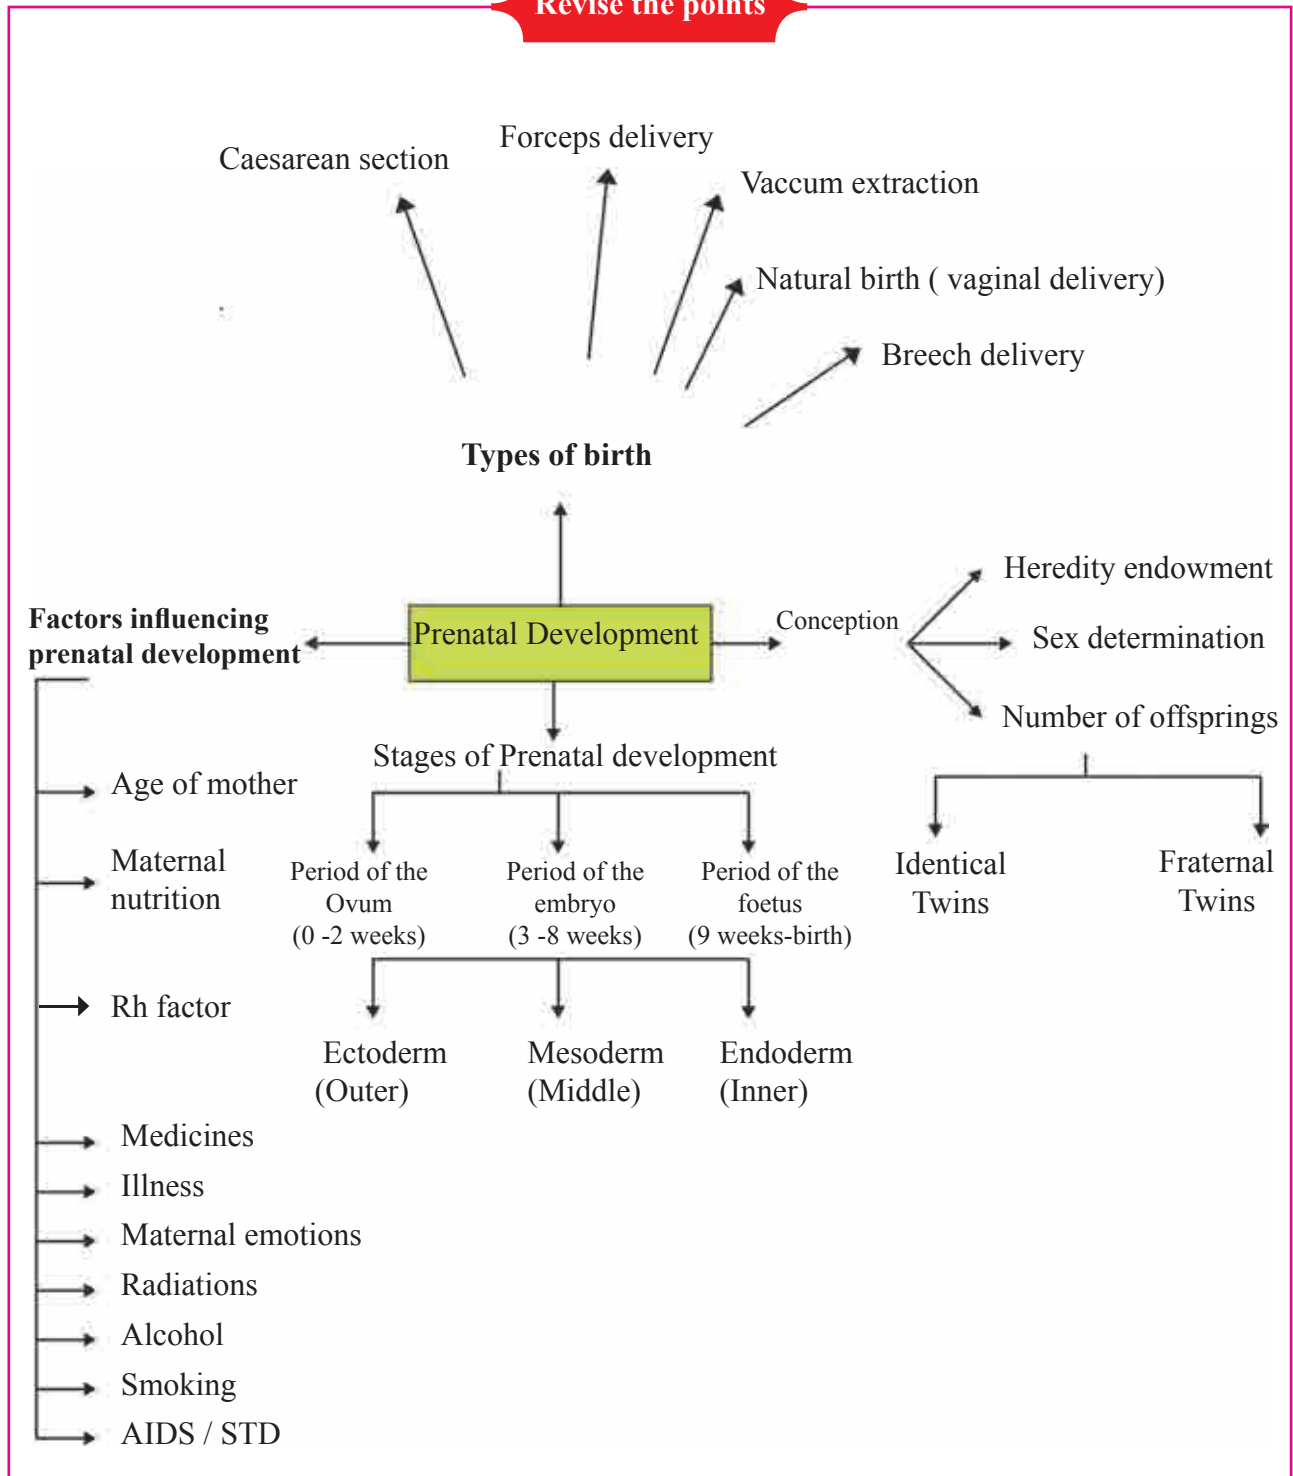 Revise the points
Caesarean section
Forceps delivery
Vaccum extraction
Natural birth ( vaginal delivery)
Breech delivery
Types of birth
Factors influencing
prenatal development
Prenatal Development
Conception
Heredity endowment
Sex determination
Number of offsprings
Identical
Twins
Fraternal
Twins
Stages of Prenatal development
Period of the
Ovum
(0 -2 weeks)
Period of the
embryo
(3 -8 weeks)
Period of the
foetus
(9 weeks-birth)
Ectoderm
(Outer)
Mesoderm
(Middle)
Endoderm
(Inner)
Age of mother
Maternal
nutrition
Rh factor
Medicines
Illness
Maternal emotions
Radiations
Alcohol
Smoking
AIDS / STD